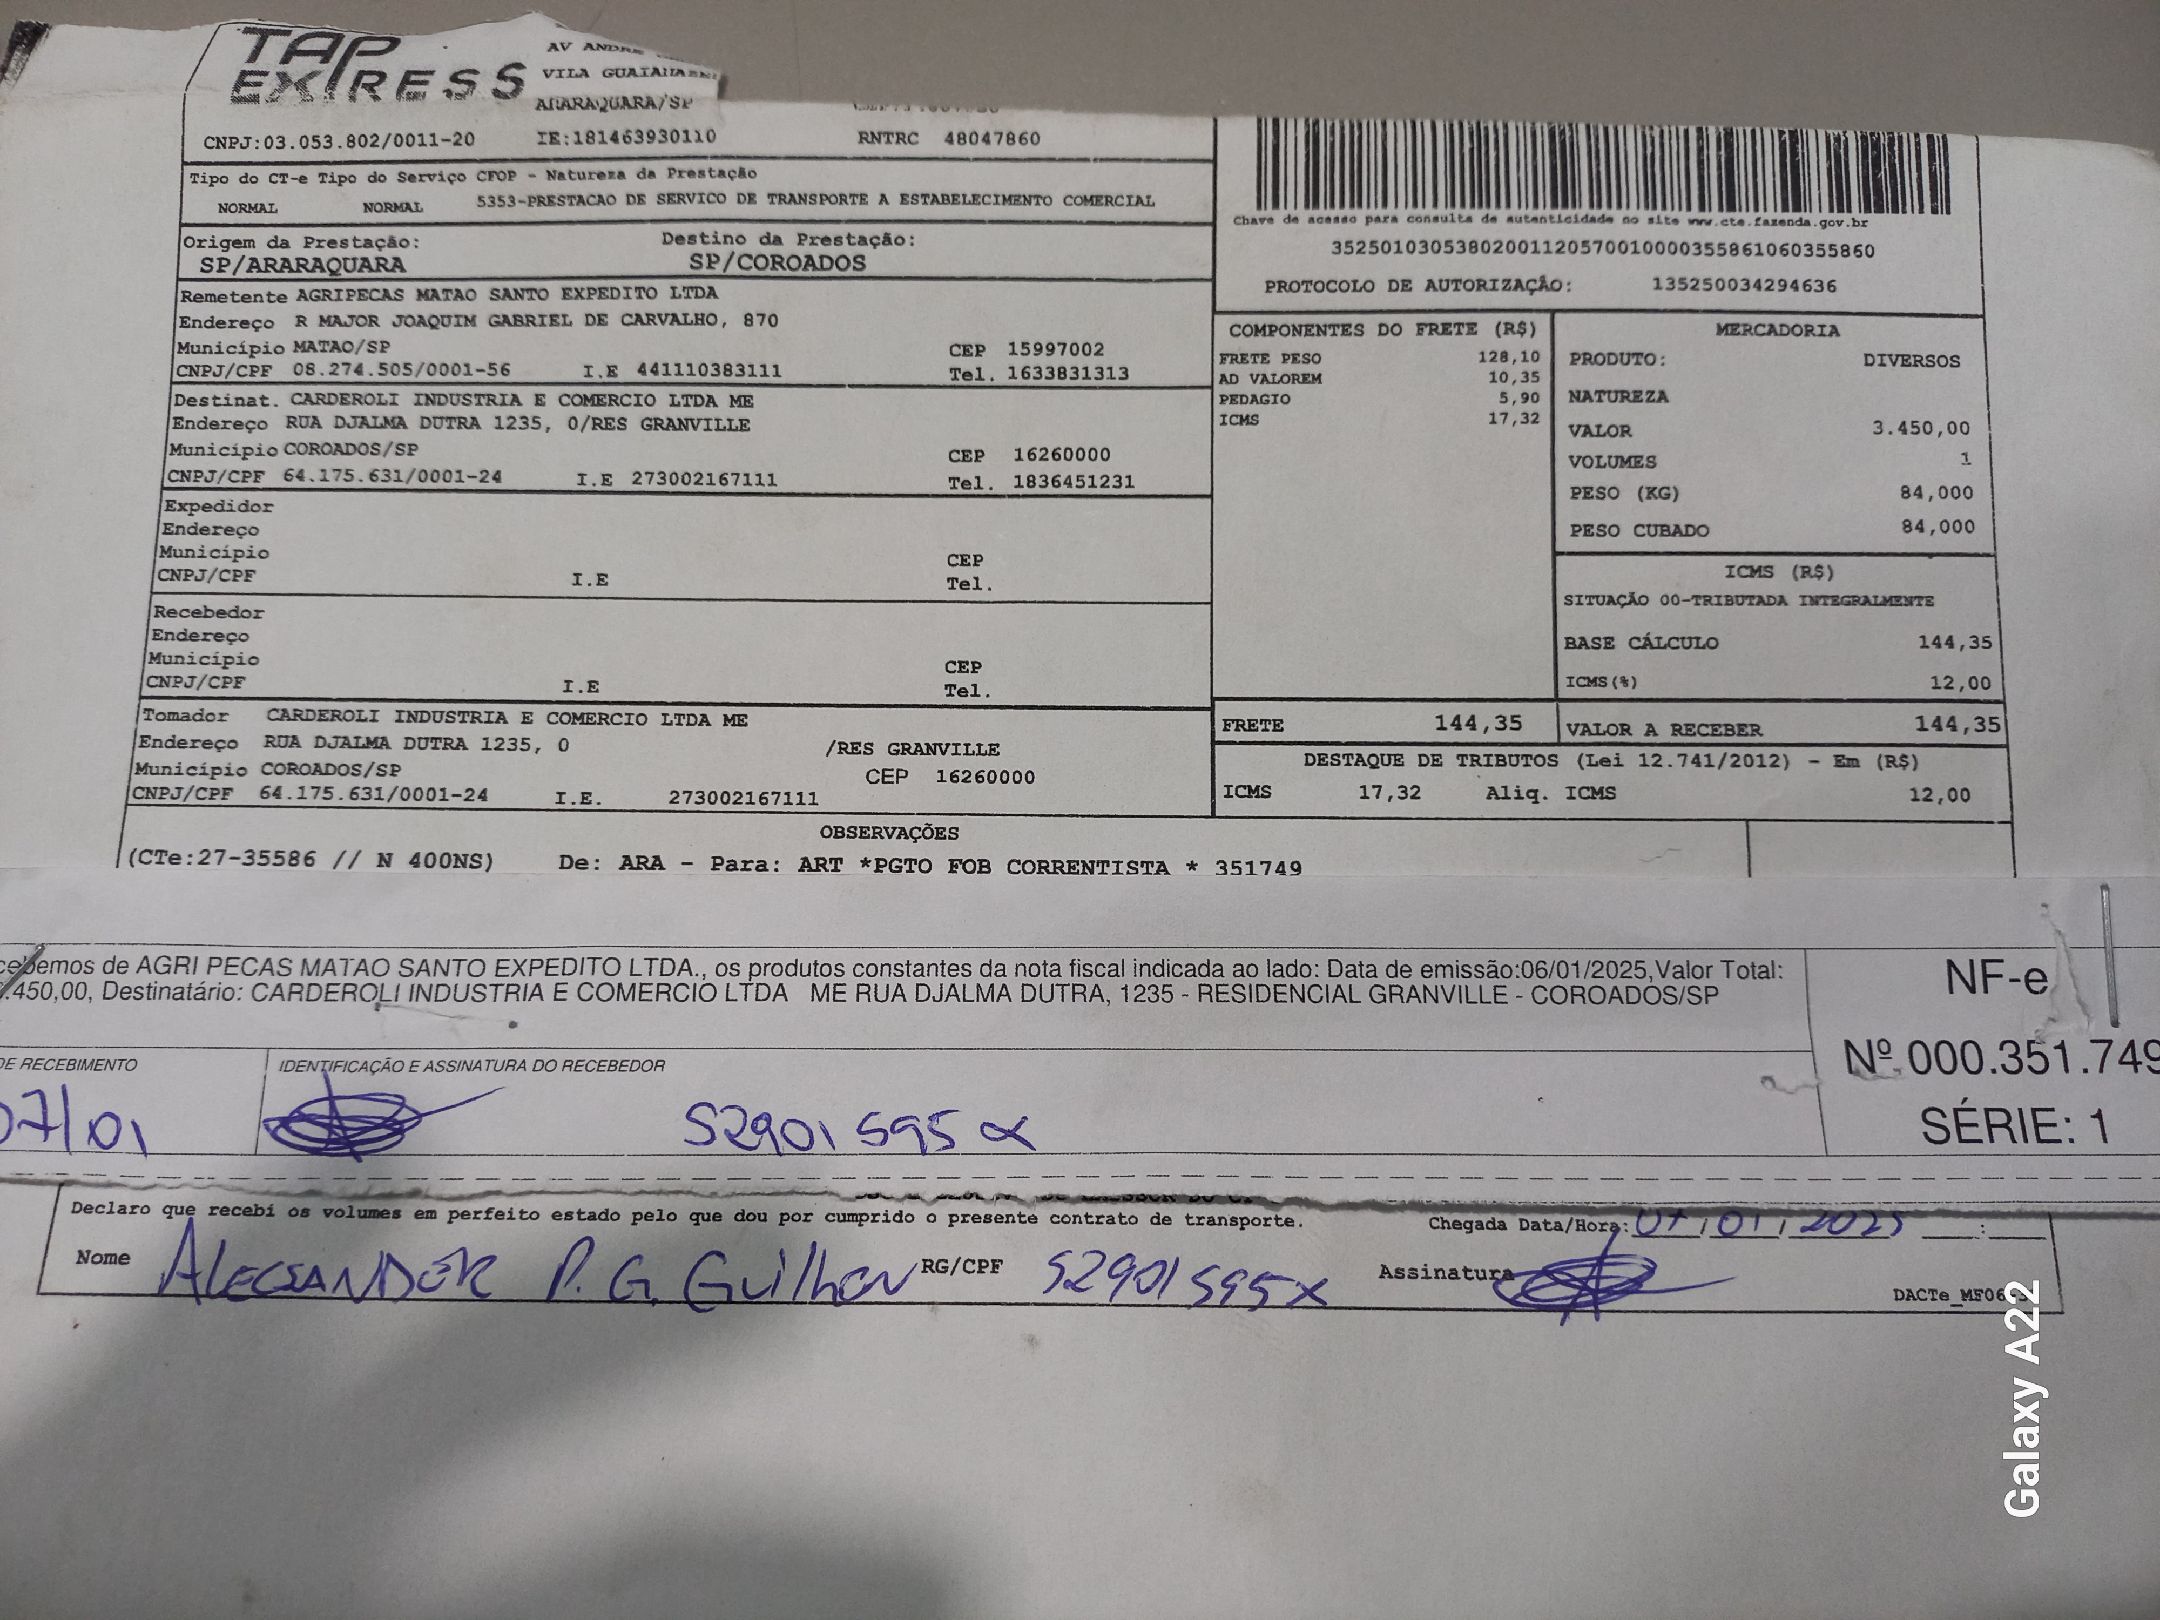 TAP EXPRESS
AV ANDRE
VILA
ARARAQUARA/SP
CNPJ:03.053.802/0011-20 IE:181463930110 RNTRC 48047860
Tipo do CT-e Tipo do Serviço CFOP - Natureza da Prestação
NORMAL NORMAL 5353-PRESTACAO DE SERVICO DE TRANSPORTE A ESTABELECIMENTO COMERCIAL
Origem da Prestação: Destino da Prestação:
SP/ARARAQUARA SP/COROADOS
Remetente AGRIPECAS MATAO SANTO EXPEDITO LTDA
Endereço R MAJOR JOAQUIM GABRIEL DE CARVALHO, 870
Município MATAO/SP CEP 15997002
CNPJ/CPF 08.274.505/0001-56 I.E 441110383111 Tel. 1633831313
Destinat. CARDEROLI INDUSTRIA E COMERCIO LTDA ME
Endereço RUA DJALMA DUTRA 1235, 0/RES GRANVILLE
Município COROADOS/SP CEP 16260000
CNPJ/CPF 64.175.631/0001-24 I.E 273002167111 Tel. 1836451231
Expedidor
Endereço
Município CEP
CNPJ/CPF I.E Tel.
Recebedor
Endereço
Município CEP
CNPJ/CPF I.E Tel.
Tomador CARDEROLI INDUSTRIA E COMERCIO LTDA ME
Endereço RUA DJALMA DUTRA 1235, 0 /RES GRANVILLE
Município COROADOS/SP CEP 16260000
CNPJ/CPF 64.175.631/0001-24 I.E. 273002167111
Chave de acesso para consulta de autenticidade no site www.cte.fazenda.gov.br
35250103053802001120570010000355861060355860
PROTOCOLO DE AUTORIZAÇÃO: 135250034294636
COMPONENTES DO FRETE (R$)
FRETE PESO 128,10
AD VALOREM 10,35
PEDAGIO 5,90
ICMS 17,32
MERCADORIA
PRODUTO: DIVERSOS
NATUREZA
VALOR 3.450,00
VOLUMES 1
PESO (KG) 84,000
PESO CUBADO 84,000
ICMS (R$)
SITUAÇÃO 00-TRIBUTADA INTEGRALMENTE
BASE CÁLCULO 144,35
ICMS(%) 12,00
FRETE 144,35 VALOR A RECEBER 144,35
DESTAQUE DE TRIBUTOS (Lei 12.741/2012) - Em (R$)
ICMS 17,32 Aliq. ICMS 12,00
OBSERVAÇÕES
(CTe:27-35586 // N 400NS) De: ARA - Para: ART *PGTO FOB CORRENTISTA * 351749
cebemos de AGRI PECAS MATAO SANTO EXPEDITO LTDA., os produtos constantes da nota fiscal indicada ao lado: Data de emissão:06/01/2025,Valor Total:
.450,00, Destinatário: CARDEROLI INDUSTRIA E COMERCIO LTDA ME RUA DJALMA DUTRA, 1235 - RESIDENCIAL GRANVILLE - COROADOS/SP
NF-e
Nº.000.351.749
SÉRIE: 1
DE RECEBIMENTO IDENTIFICAÇÃO E ASSINATURA DO RECEBEDOR
07/01 52901595x
Declaro que recebi os volumes em perfeito estado pelo que dou por cumprido o presente contrato de transporte. Chegada Data/Hora: 07/01/2025 :
Nome ALECSANDER P. G. Guilhen RG/CPF 52901595x Assinatura
DACTe_MF06
Galaxy A22